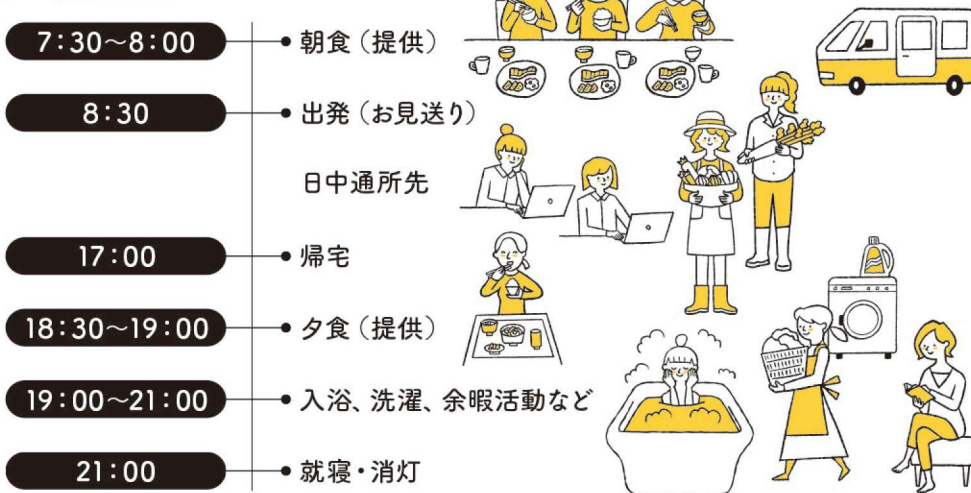 7:30〜8:00 朝食（提供）
8:30 出発（お見送り）
日中通所先
17:00 帰宅
18:30〜19:00 夕食（提供）
19:00〜21:00 入浴、洗濯、余暇活動など
21:00 就寝・消灯